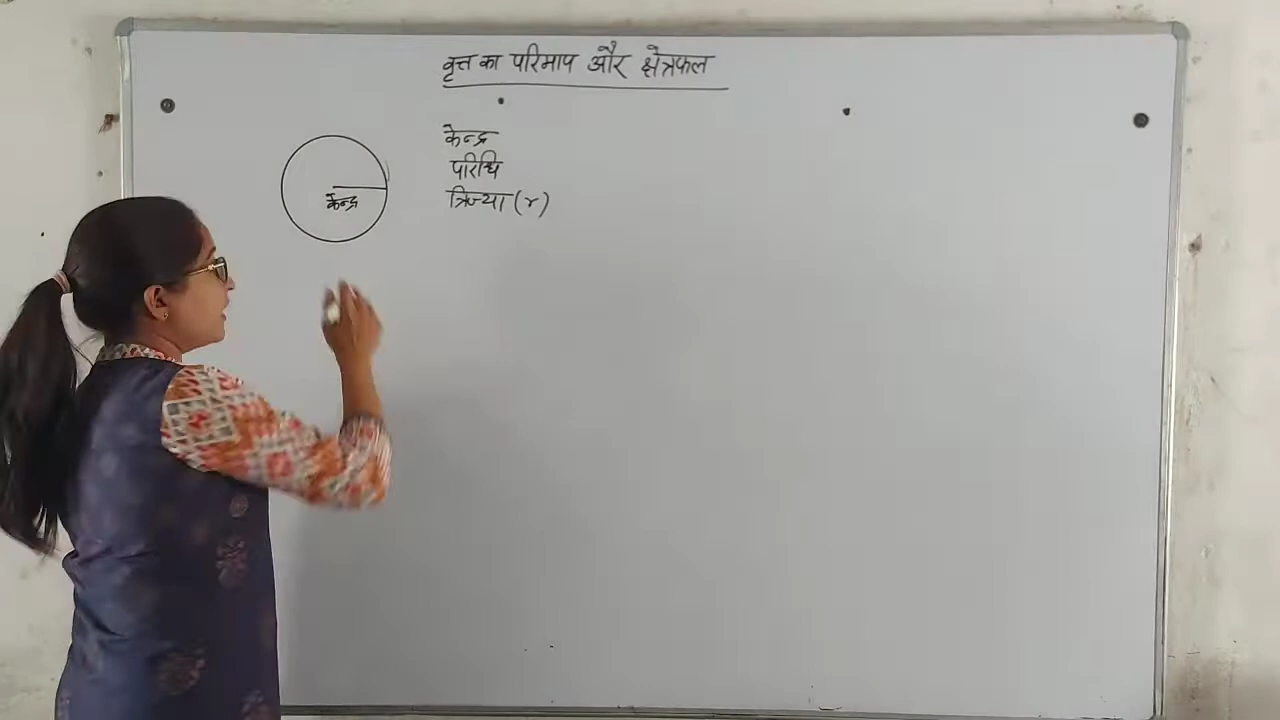 वृत्त का परिमाप और क्षेत्रफल
केन्द्र
परिधि
त्रिज्या (r)
केन्द्र